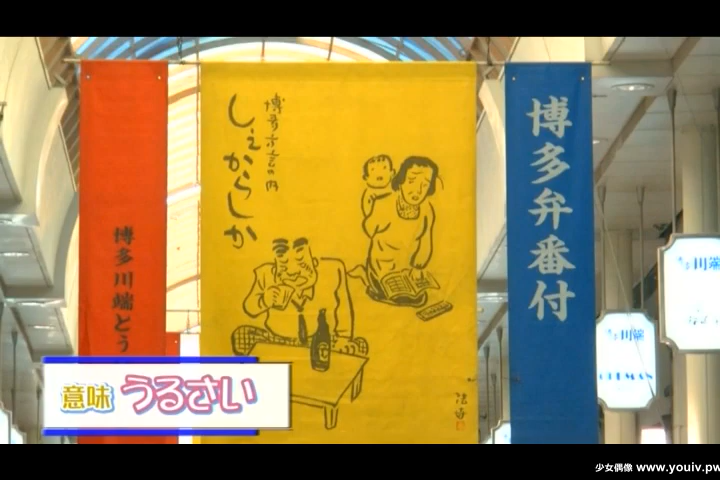 博多川端どう
博多方言の内
しぇからしか
博多弁番付
川端
川端
意味 うるさい
少女偶像 www.youiv.pw